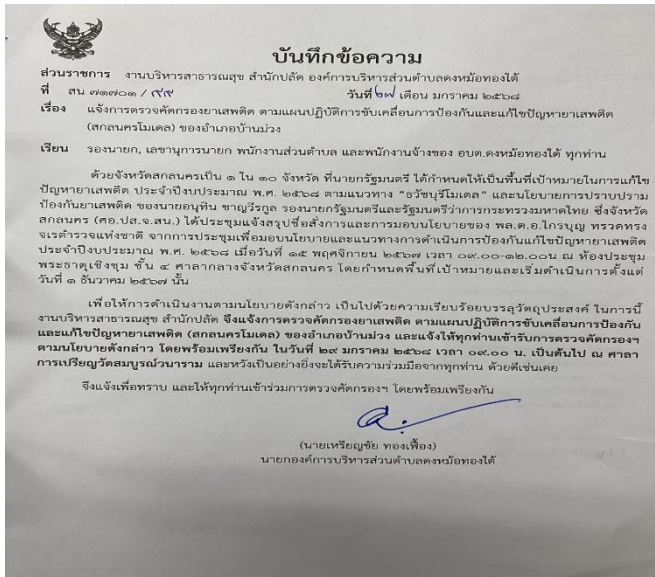 บันทึกข้อความ
ส่วนราชการ งานบริหารสาธารณสุข สำนักปลัด องค์การบริหารส่วนตำบลดงหม้อทองใต้
ที่ สน ๗๑๗๐๑ / ๙๙ วันที่ ๒๗ เดือน มกราคม ๒๕๖๘
เรื่อง แจ้งการตรวจคัดกรองยาเสพติด ตามแผนปฏิบัติการขับเคลื่อนการป้องกันและแก้ไขปัญหายาเสพติด
(สกลนครโมเดล) ของอำเภอบ้านม่วง
เรียน รองนายก, เลขานุการนายก พนักงานส่วนตำบล และพนักงานจ้างของ อบต.ดงหม้อทองใต้ ทุกท่าน
ด้วยจังหวัดสกลนครเป็น ๑ ใน ๑๐ จังหวัด ที่นายกรัฐมนตรี ได้กำหนดให้เป็นพื้นที่เป้าหมายในการแก้ไข
ปัญหายาเสพติด ประจำปีงบประมาณ พ.ศ. ๒๕๖๘ ตามแนวทาง "ธวัชบุรีโมเดล" และนโยบายการปราบปราม
ป้องกันยาเสพติด ของนายอนุทิน ชาญวีรกูล รองนายกรัฐมนตรีและรัฐมนตรีว่าการกระทรวงมหาดไทย ซึ่งจังหวัด
สกลนคร (ศอ.ปส.จ.สน.) ได้ประชุมแจ้งสรุปข้อสั่งการและการมอบนโยบายของ พล.ต.อ.ไกรบุญ ทรวดทรง
จเรตำรวจแห่งชาติ จากการประชุมเพื่อมอบนโยบายและแนวทางการดำเนินการป้องกันแก้ไขปัญหายาเสพติด
ประจำปีงบประมาณ พ.ศ. ๒๕๖๘ เมื่อวันที่ ๑๕ พฤศจิกายน ๒๕๖๗ เวลา ๐๙.๐๐-๑๒.๐๐น ณ ห้องประชุม
พระธาตุเชิงชุม ชั้น ๔ ศาลากลางจังหวัดสกลนคร โดยกำหนดพื้นที่เป้าหมายและเริ่มดำเนินการตั้งแต่
วันที่ ๑ ธันวาคม ๒๕๖๗ นั้น
เพื่อให้การดำเนินงานตามนโยบายดังกล่าว เป็นไปด้วยความเรียบร้อยบรรลุวัตถุประสงค์ ในการนี้
งานบริหารสาธารณสุข สำนักปลัด จึงแจ้งการตรวจคัดกรองยาเสพติด ตามแผนปฏิบัติการขับเคลื่อนการป้องกัน
และแก้ไขปัญหายาเสพติด (สกลนครโมเดล) ของอำเภอบ้านม่วง และแจ้งให้ทุกท่านเข้ารับการตรวจคัดกรองฯ
ตามนโยบายดังกล่าว โดยพร้อมเพรียงกัน ในวันที่ ๒๙ มกราคม ๒๕๖๘ เวลา ๐๙.๐๐ น. เป็นต้นไป ณ ศาลา
การเปรียญวัดสมบูรณ์วนาราม และหวังเป็นอย่างยิ่งจะได้รับความร่วมมือจากทุกท่าน ด้วยดีเช่นเคย
จึงแจ้งเพื่อทราบ และให้ทุกท่านเข้าร่วมการตรวจคัดกรองฯ โดยพร้อมเพรียงกัน
(นายเหรียญชัย ทองเฟื้อง)
นายกองค์การบริหารส่วนตำบลดงหม้อทองใต้